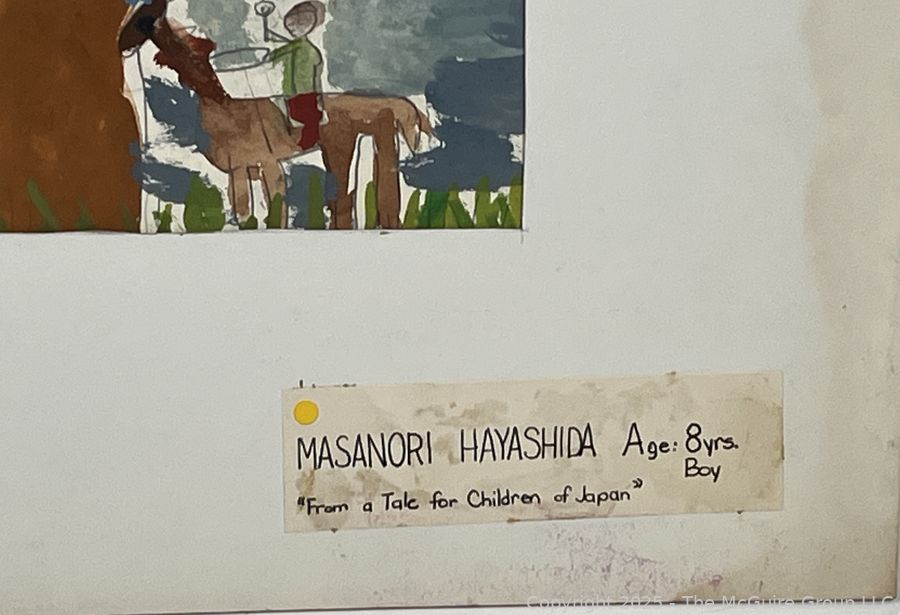 MASANORI HAYASHIDA Age: 8yrs.
Boy
"From a Tale for Children of Japan"
Copyright 2025 - The McGuire Group LLC